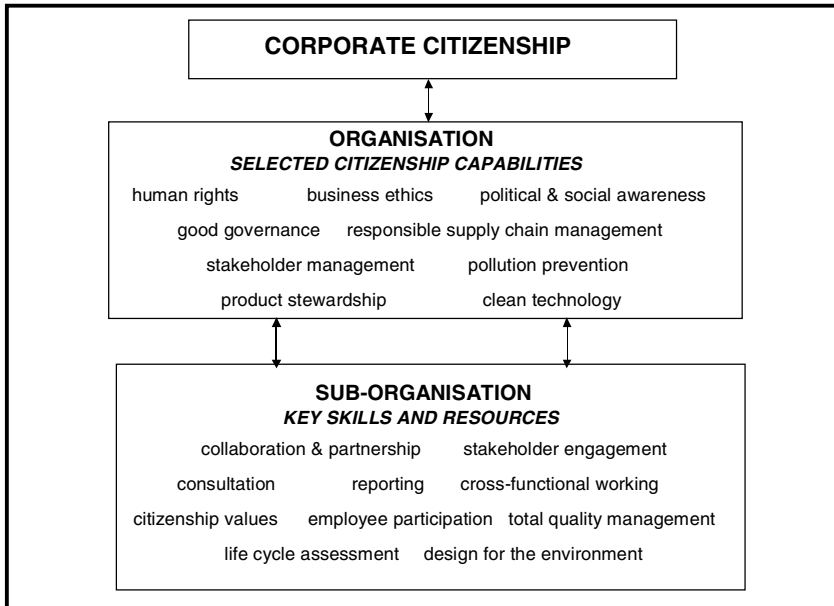 CORPORATE CITIZENSHIP
ORGANISATION
SELECTED CITIZENSHIP CAPABILITIES
human rights business ethics political & social awareness
good governance responsible supply chain management
stakeholder management pollution prevention
product stewardship clean technology
SUB-ORGANISATION
KEY SKILLS AND RESOURCES
collaboration & partnership stakeholder engagement
consultation reporting cross-functional working
citizenship values employee participation total quality management
life cycle assessment design for the environment